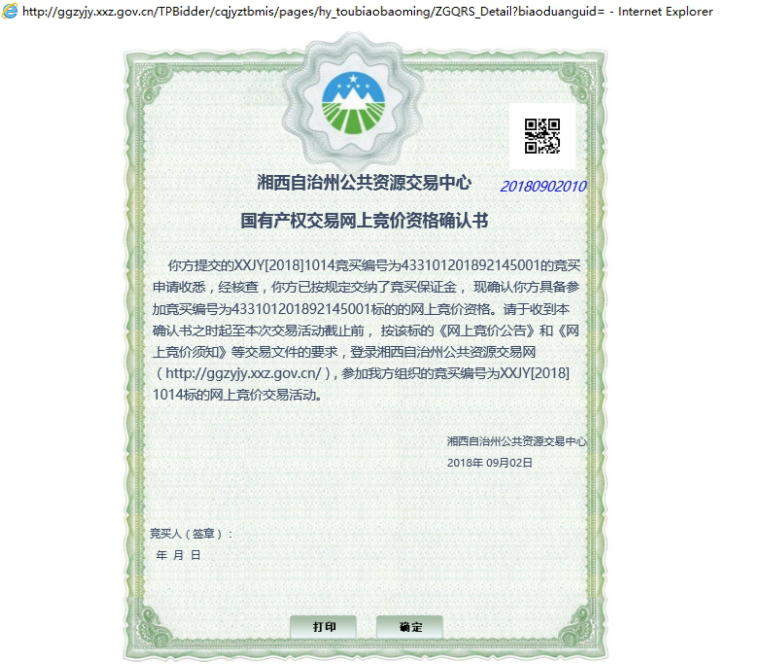 http://ggzyjy.xxz.gov.cn/TPBidder/cqjyztbmis/pages/hy_toubiaobaoming/ZGQRS_Detail?biaoduanguid= - Internet Explorer
湘西自治州公共资源交易中心
20180902010
国有产权交易网上竞价资格确认书
你方提交的XXJY[2018]1014竞买编号为433101201892145001的竞买
申请收悉，经核查，你方已按规定交纳了竞买保证金， 现确认你方具备参
加竞买编号为433101201892145001标的的网上竞价资格。请于收到本
确认书之时起至本次交易活动截止前， 按该标的《网上竞价公告》和《网
上竞价须知》等交易文件的要求，登录湘西自治州公共资源交易网
（http://ggzyjy.xxz.gov.cn/），参加我方组织的竞买编号为XXJY[2018]
1014标的网上竞价交易活动。
湘西自治州公共资源交易中心
2018年 09月02日
竞买人（签章）：
年 月 日
打印 确定